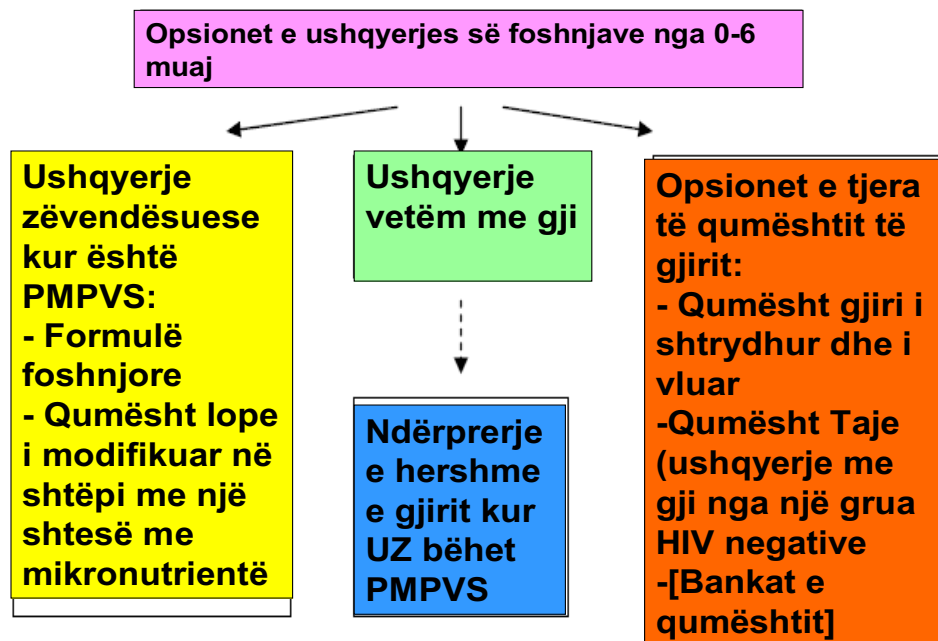 Opsionet e ushqyerjes së foshnjave nga 0-6
muaj
Ushqyerje
zëvendësuese
kur është
PMPVS:
- Formulë
foshnjore
- Qumësht lope
i modifikuar në
shtëpi me një
shtesë me
mikronutrientë
Ushqyerje
vetëm me gji
Ndërprerje
e hershme
e gjirit kur
UZ bëhet
PMPVS
Opsionet e tjera
të qumështit të
gjirit:
- Qumësht gjiri i
shtrydhur dhe i
vluar
-Qumësht Taje
(ushqyerje me
gji nga një grua
HIV negative
-[Bankat e
qumështit]